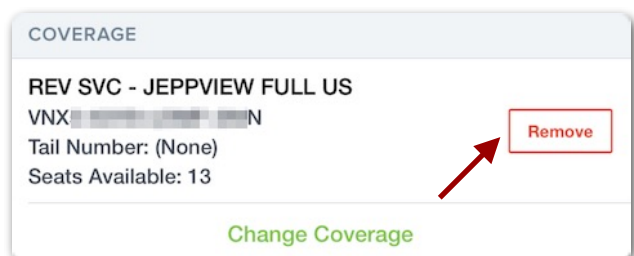 COVERAGE
REV SVC - JEPPVIEW FULL US
VNX
N
Tail Number: (None)
Remove
Seats Available: 13
Change Coverage